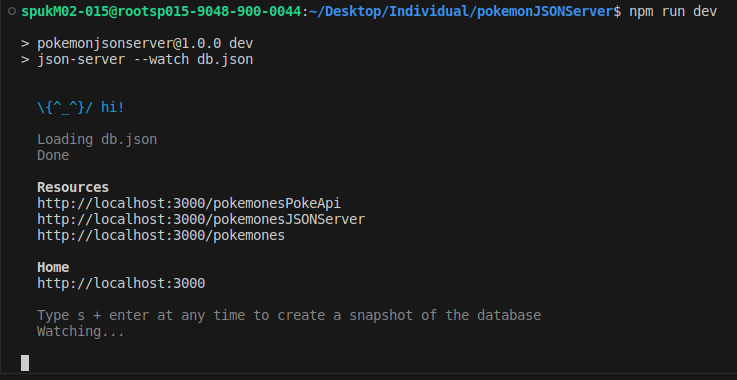 spukM02-015@rootsp015-9048-900-0044:~/Desktop/Individual/pokemonJSONServer$ npm run dev
> pokemonjsonserver@1.0.0 dev
> json-server --watch db.json
\{^_^}/ hi!
Loading db.json
Done
Resources
http://localhost:3000/pokemonesPokeApi
http://localhost:3000/pokemonesJSONServer
http://localhost:3000/pokemones
Home
http://localhost:3000
Type s + enter at any time to create a snapshot of the database
Watching...